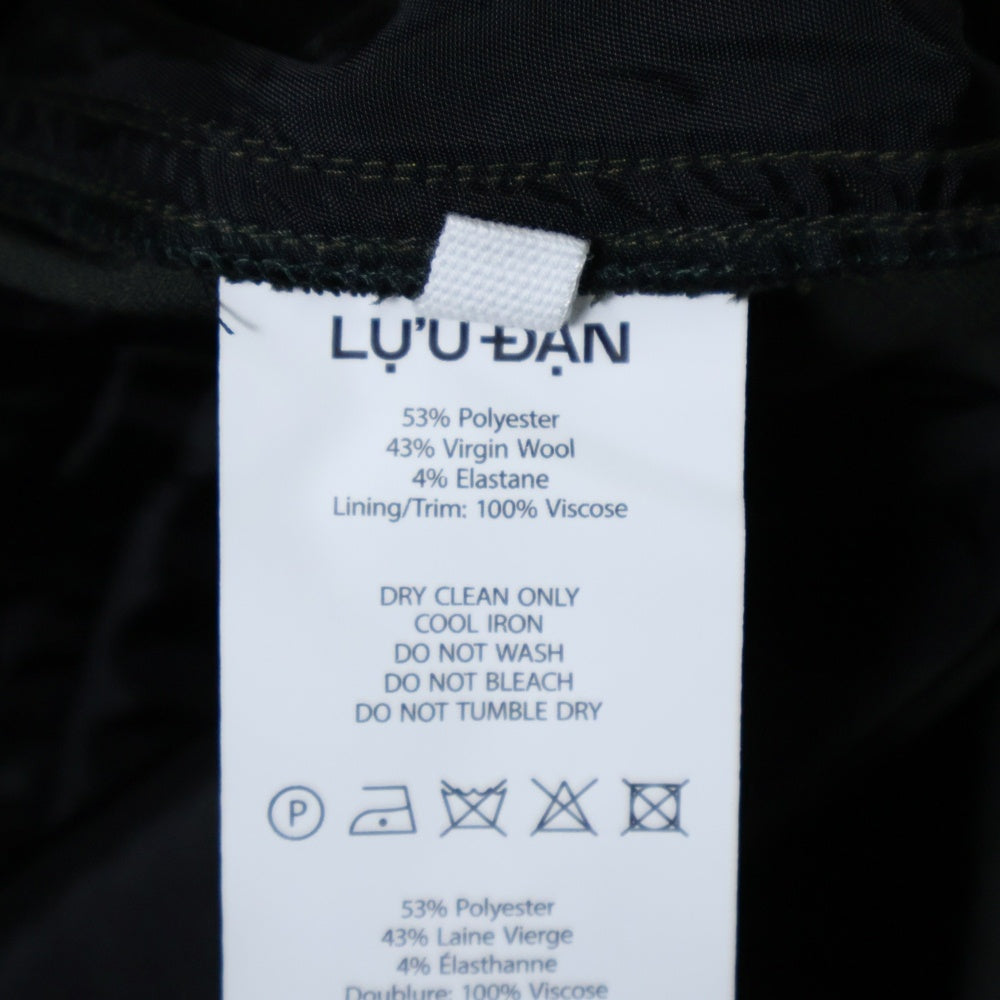 LỰU ĐẠN
53% Polyester
43% Virgin Wool
4% Elastane
Lining/Trim: 100% Viscose
DRY CLEAN ONLY
COOL IRON
DO NOT WASH
DO NOT BLEACH
DO NOT TUMBLE DRY
P
53% Polyester
43% Laine Vierge
4% Élasthanne
Doublure: 100% Viscose